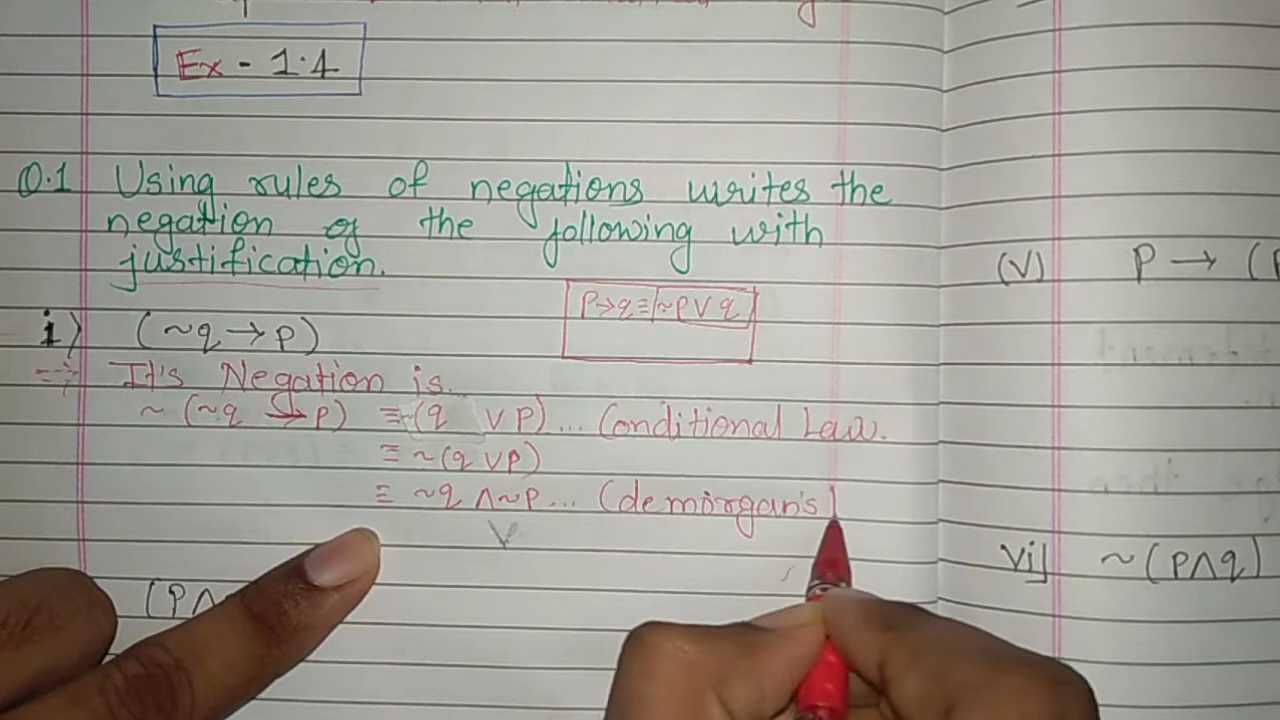 Ex - 1.4
Q.1 Using rules of negations writes the
negation of the following with
justification.
P→q≡~p∨q
i) (~q→p)
⇒ It's Negation is.
~(~q→p) ≡~(q ∨p)... Conditional Law.
≡ ~(q∨p)
≡ ~q∧~p... (demorgan's)
(P∧
(V) P→(
Vi] ~(P∧q)